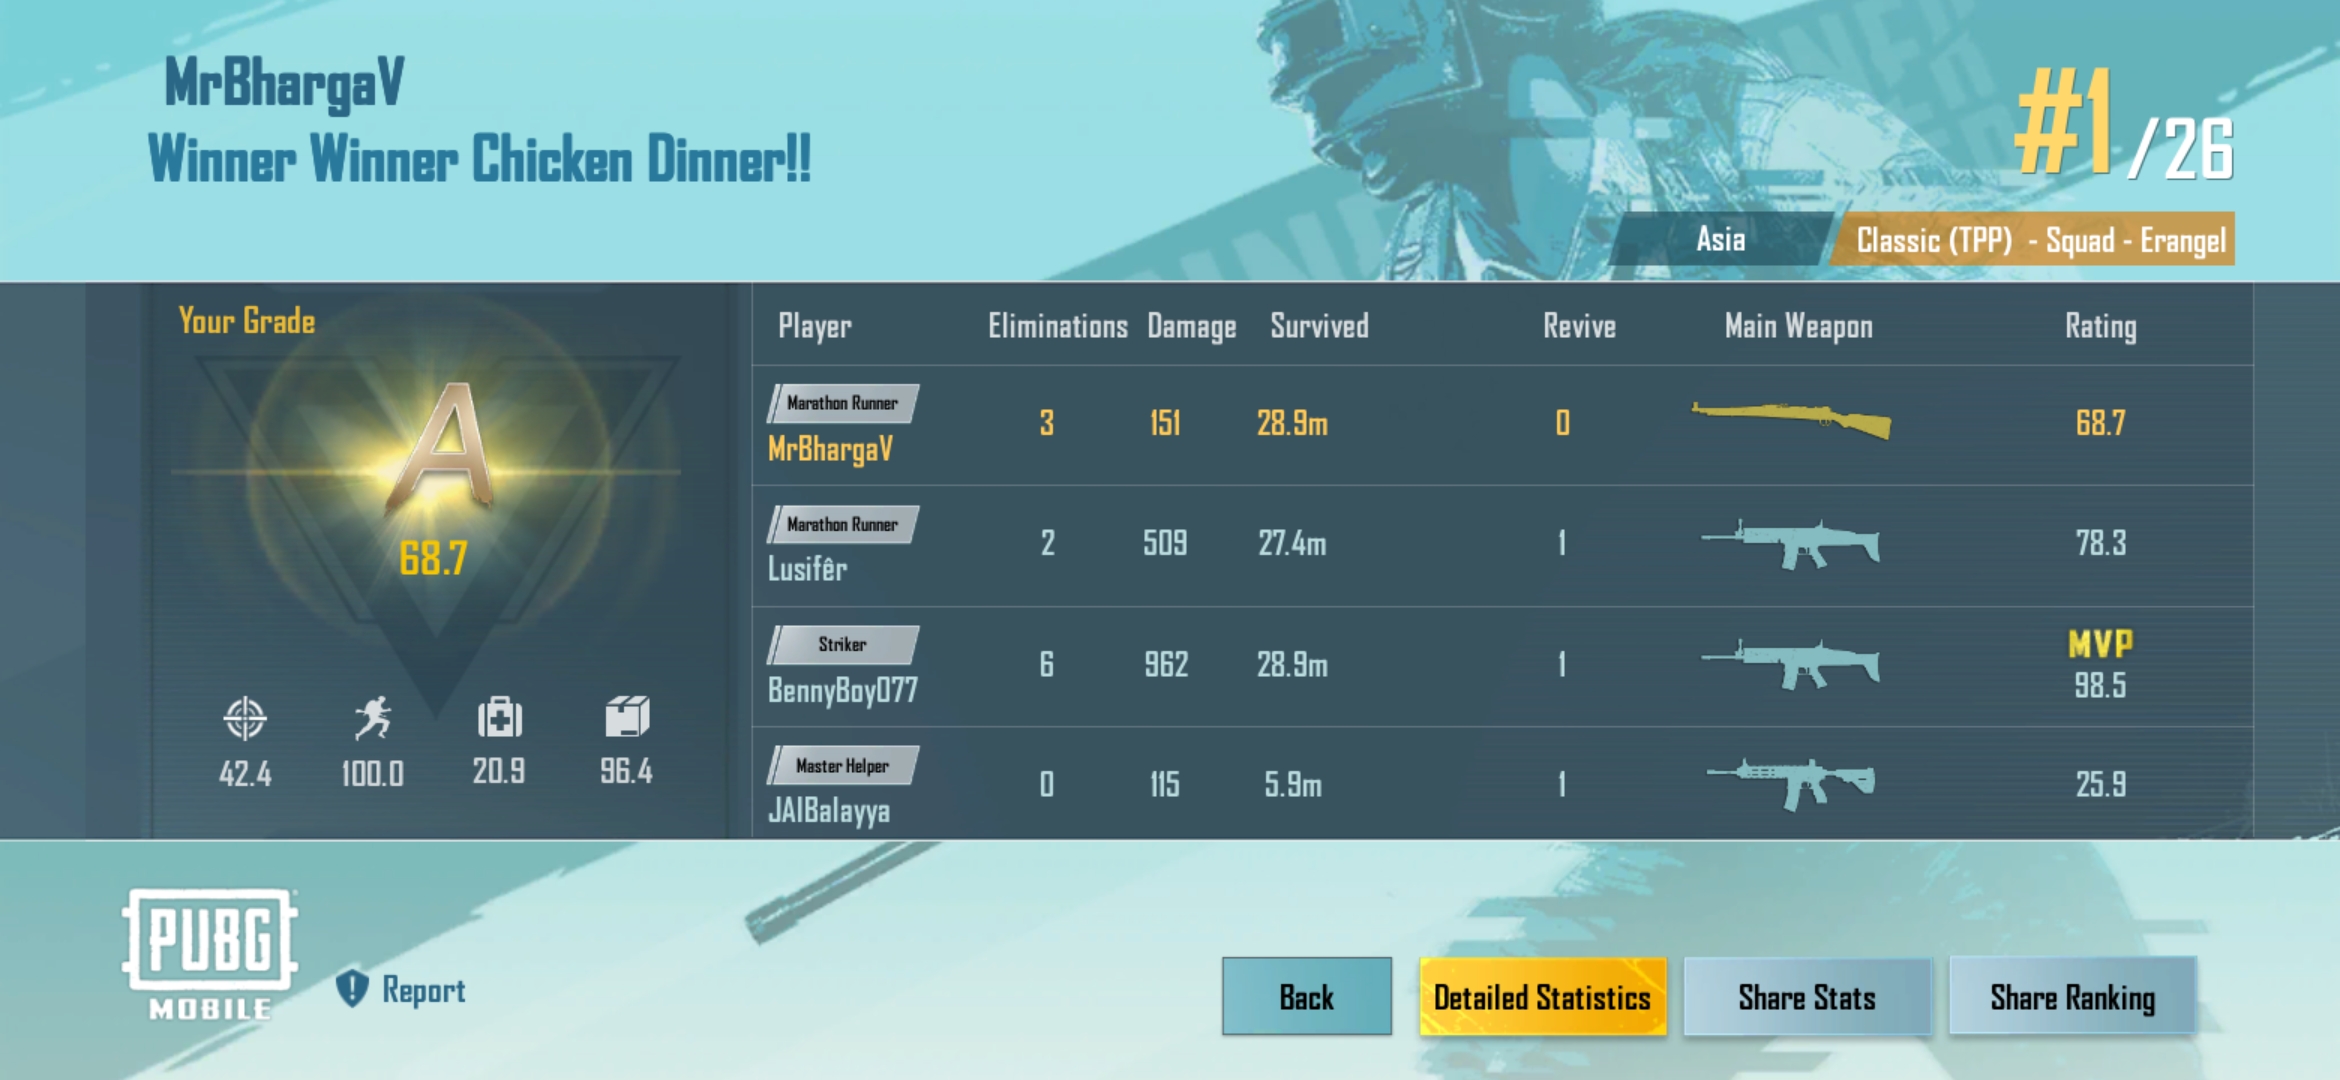 MrBhargaV
Winner Winner Chicken Dinner!!
#1/26
Asia
Classic (TPP) - Squad - Erangel
Your Grade
A
68.7
42.4 100.0 20.9 96.4
Player Eliminations Damage Survived Revive Main Weapon Rating
Marathon Runner
MrBhargaV 3 151 28.9m 0 68.7
Marathon Runner
Lusifêr 2 509 27.4m 1 78.3
Striker
BennyBoy077 6 962 28.9m 1 MVP 98.5
Master Helper
JAIBalayya 0 115 5.9m 1 25.9
PUBG
MOBILE
Report
Back
Detailed Statistics
Share Stats
Share Ranking